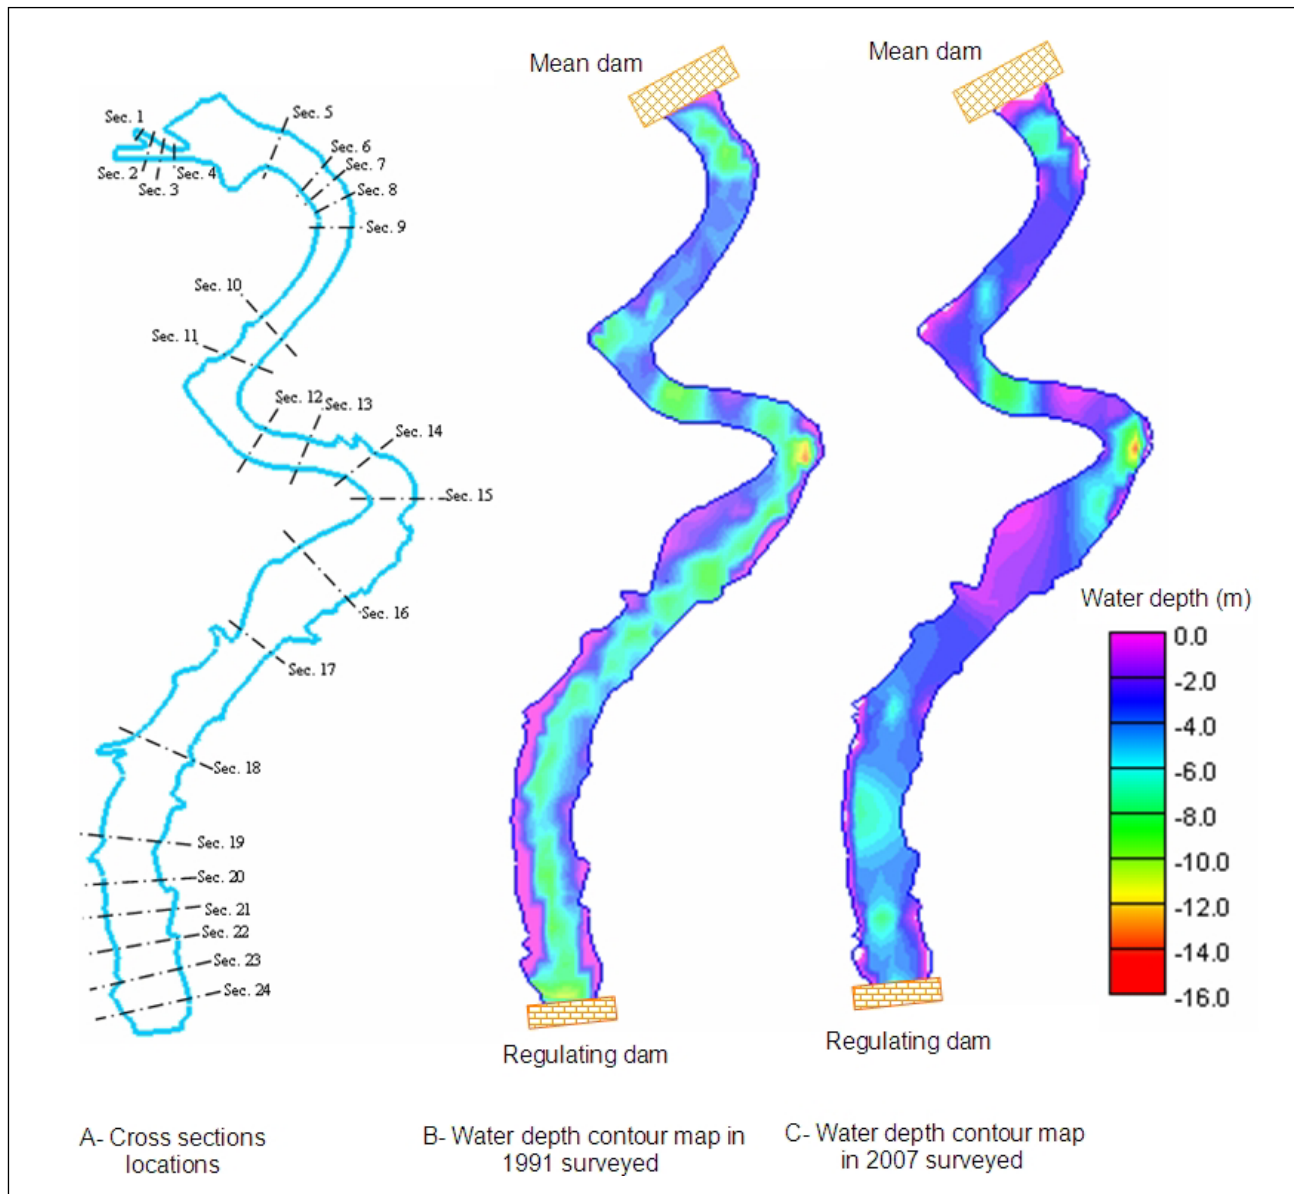 Mean dam
Mean dam
Sec. 1
Sec. 5
Sec. 6
Sec. 7
Sec. 2
Sec. 4
Sec. 3
Sec. 8
Sec. 9
Sec. 10
Sec. 11
Sec. 12
Sec. 13
Sec. 14
Sec. 15
Sec. 16
Sec. 17
Sec. 18
Sec. 19
Sec. 20
Sec. 21
Sec. 22
Sec. 23
Sec. 24
Water depth (m)
0.0
-2.0
-4.0
-6.0
-8.0
-10.0
-12.0
-14.0
-16.0
Regulating dam
Regulating dam
A- Cross sections
locations
B- Water depth contour map in
1991 surveyed
C- Water depth contour map
in 2007 surveyed